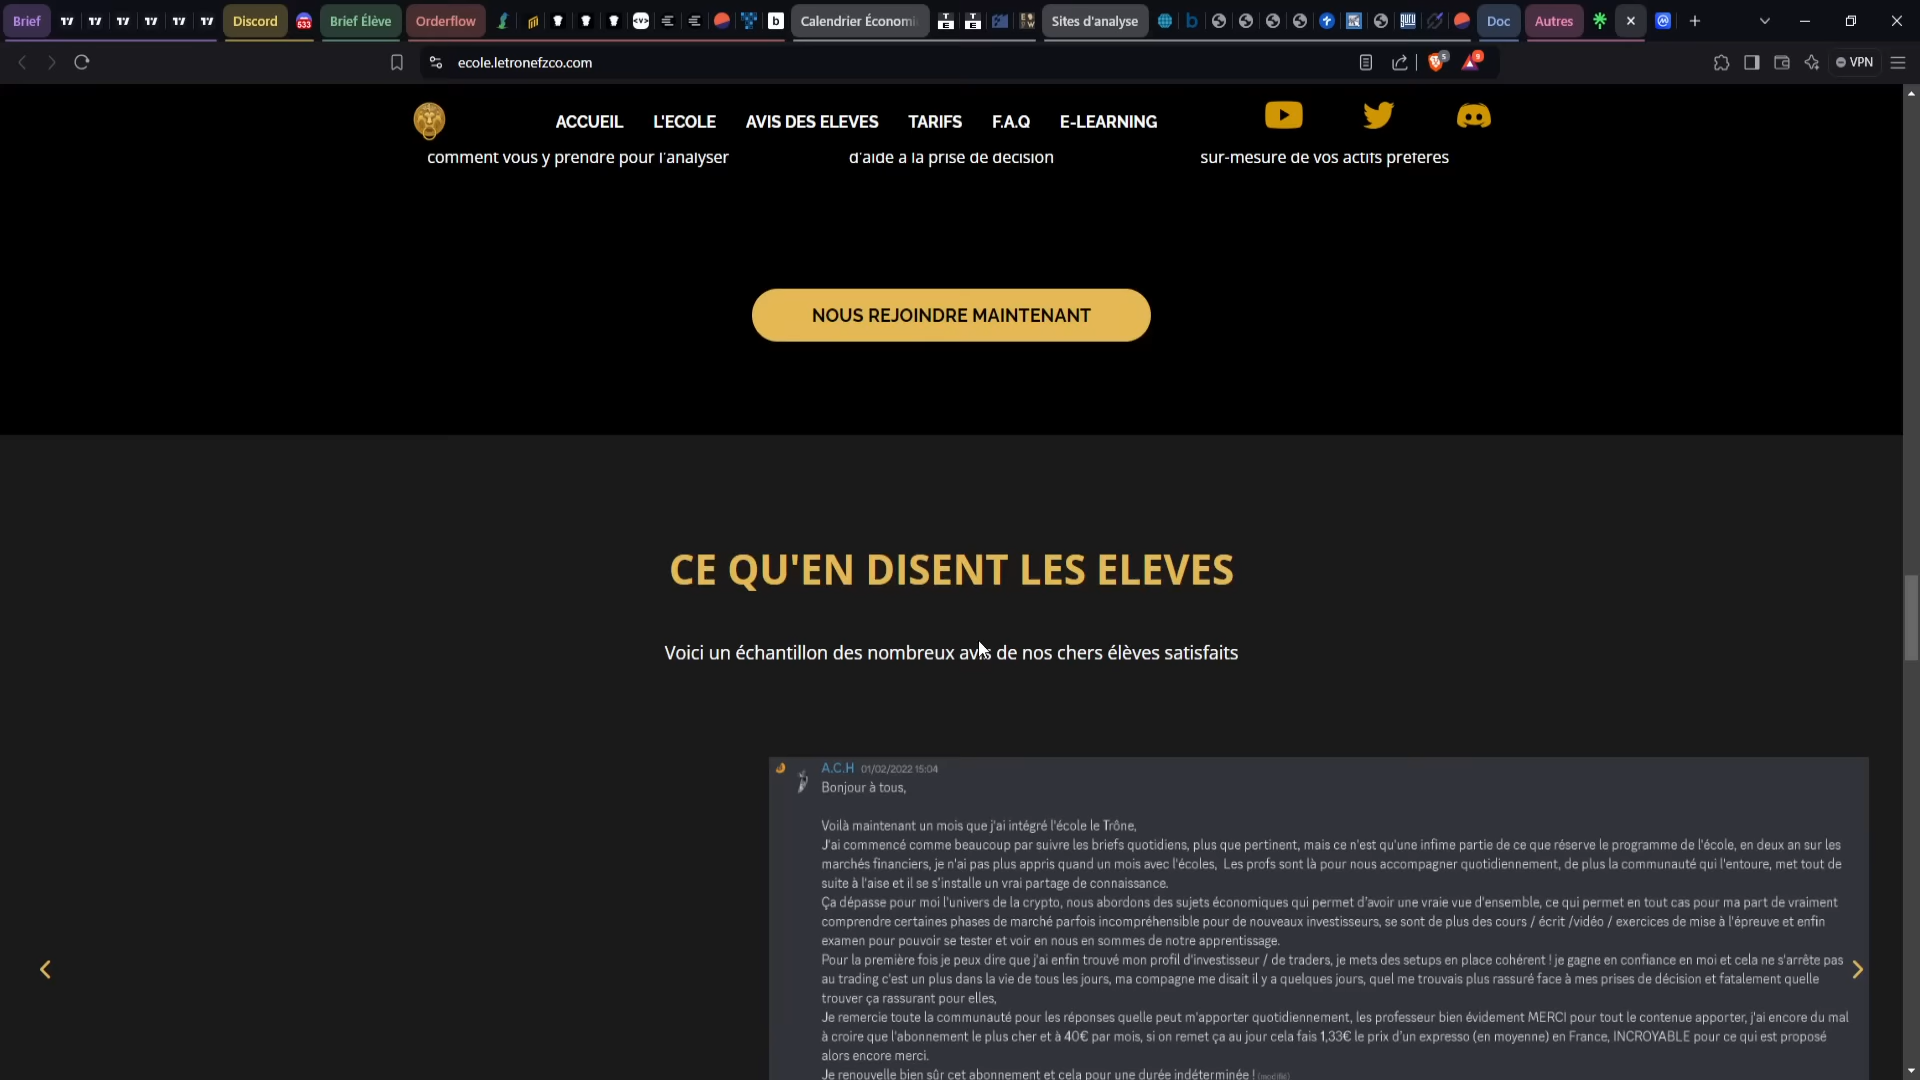 Brief
Discord
533
Brief Élève
Orderflow
<v>
b
Calendrier Économi
Sites d'analyse
b
Doc
Autres
ecole.letronefzco.com
5
9
VPN
ACCUEIL
L'ECOLE
AVIS DES ELEVES
TARIFS
F.A.Q
E-LEARNING
comment vous y prendre pour l'analyser
d'aide à la prise de décision
sur-mesure de vos actifs préférés
NOUS REJOINDRE MAINTENANT
CE QU'EN DISENT LES ELEVES
Voici un échantillon des nombreux avis de nos chers élèves satisfaits
A.C.H 01/02/2022 15:04
Bonjour à tous,
Voilà maintenant un mois que j'ai intégré l'école le Trône,
J'ai commencé comme beaucoup par suivre les briefs quotidiens, plus que pertinent, mais ce n'est qu'une infime partie de ce que réserve le programme de l'école, en deux an sur les
marchés financiers, je n'ai pas plus appris quand un mois avec l'écoles, Les profs sont là pour nous accompagner quotidiennement, de plus la communauté qui l'entoure, met tout de
suite à l'aise et il se s'installe un vrai partage de connaissance.
Ça dépasse pour moi l'univers de la crypto, nous abordons des sujets économiques qui permet d'avoir une vraie vue d'ensemble, ce qui permet en tout cas pour ma part de vraiment
comprendre certaines phases de marché parfois incompréhensible pour de nouveaux investisseurs, se sont de plus des cours / écrit /vidéo / exercices de mise à l'épreuve et enfin
examen pour pouvoir se tester et voir en nous en sommes de notre apprentissage.
Pour la première fois je peux dire que j'ai enfin trouvé mon profil d'investisseur / de traders, je mets des setups en place cohérent ! je gagne en confiance en moi et cela ne s'arrête pas
au trading c'est un plus dans la vie de tous les jours, ma compagne me disait il y a quelques jours, quel me trouvais plus rassuré face à mes prises de décision et fatalement quelle
trouver ça rassurant pour elles,
Je remercie toute la communauté pour les réponses quelle peut m'apporter quotidiennement, les professeur bien évidement MERCI pour tout le contenue apporter, j'ai encore du mal
à croire que l'abonnement le plus cher et à 40€ par mois, si on remet ça au jour cela fais 1,33€ le prix d'un expresso (en moyenne) en France, INCROYABLE pour ce qui est proposé
alors encore merci.
Je renouvelle bien sûr cet abonnement et cela pour une durée indéterminée ! (modifié)